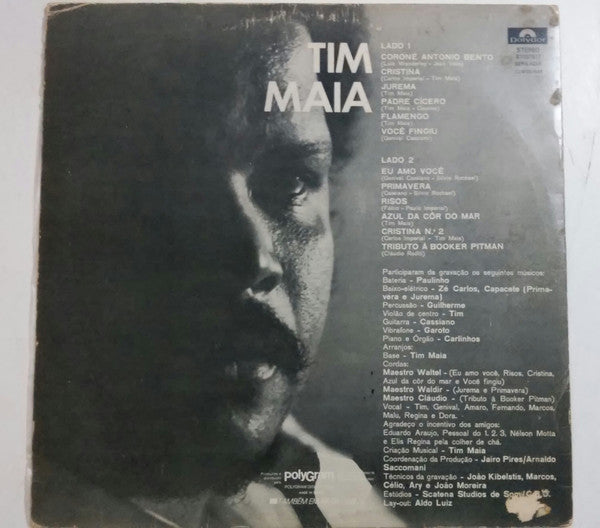 TIM
MAIA
Polydor
STEREO
LADO 1
CORONÉ ANTONIO BENTO
(Luiz Wanderley - João do Vale)
CRISTINA
(Carlos Imperial - Tim Maia)
JUREMA
(Tim Maia)
PADRE CÍCERO
(Tim Maia - Cassiano)
FLAMENGO
(Tim Maia)
VOCÊ FINGIU
(Genival Cassiano)
LADO 2
EU AMO VOCÊ
(Genival Cassiano - Silvio Rochael)
PRIMAVERA
(Cassiano - Silvio Rochael)
RISOS
(Fábio - Paulo Imperial)
AZUL DA CÔR DO MAR
(Tim Maia)
CRISTINA N.º 2
(Carlos Imperial - Tim Maia)
TRIBUTO À BOOKER PITMAN
(Cláudio Roditi)
Participaram da gravação os seguintes músicos:
Bateria - Paulinho
Baixo-elétrico - Zé Carlos, Capacete (Prima-
vera e Jurema)
Percussão - Guilherme
Violão de centro - Tim
Guitarra - Cassiano
Vibrafone - Garoto
Piano e Órgão - Carlinhos
Arranjos:
Base - Tim Maia
Cordas:
Maestro Waltel - (Eu amo você, Risos, Cristina,
Azul da côr do mar e Você fingiu)
Maestro Waldir - (Jurema e Primavera)
Maestro Cláudio - (Tributo à Booker Pitman)
Vocal - Tim, Genival, Amaro, Fernando, Marcos,
Malu, Regina e Dora.
Agradeço o incentivo dos amigos:
Eduardo Araujo, Pessoal do 1, 2, 3, Nélson Motta
e Elis Regina pela colher de chá.
Criação Musical - Tim Maia
Coordenação da Produção - Jairo Pires/Arnaldo
Saccomani
Técnicos da gravação - João Kibelstis, Marcos,
Célio, Ary e João Moreira
Estúdios - Scatena Studios de Som/C.B.D.
Lay-out: Aldo Luiz
polyGram
TAMBÉM EM